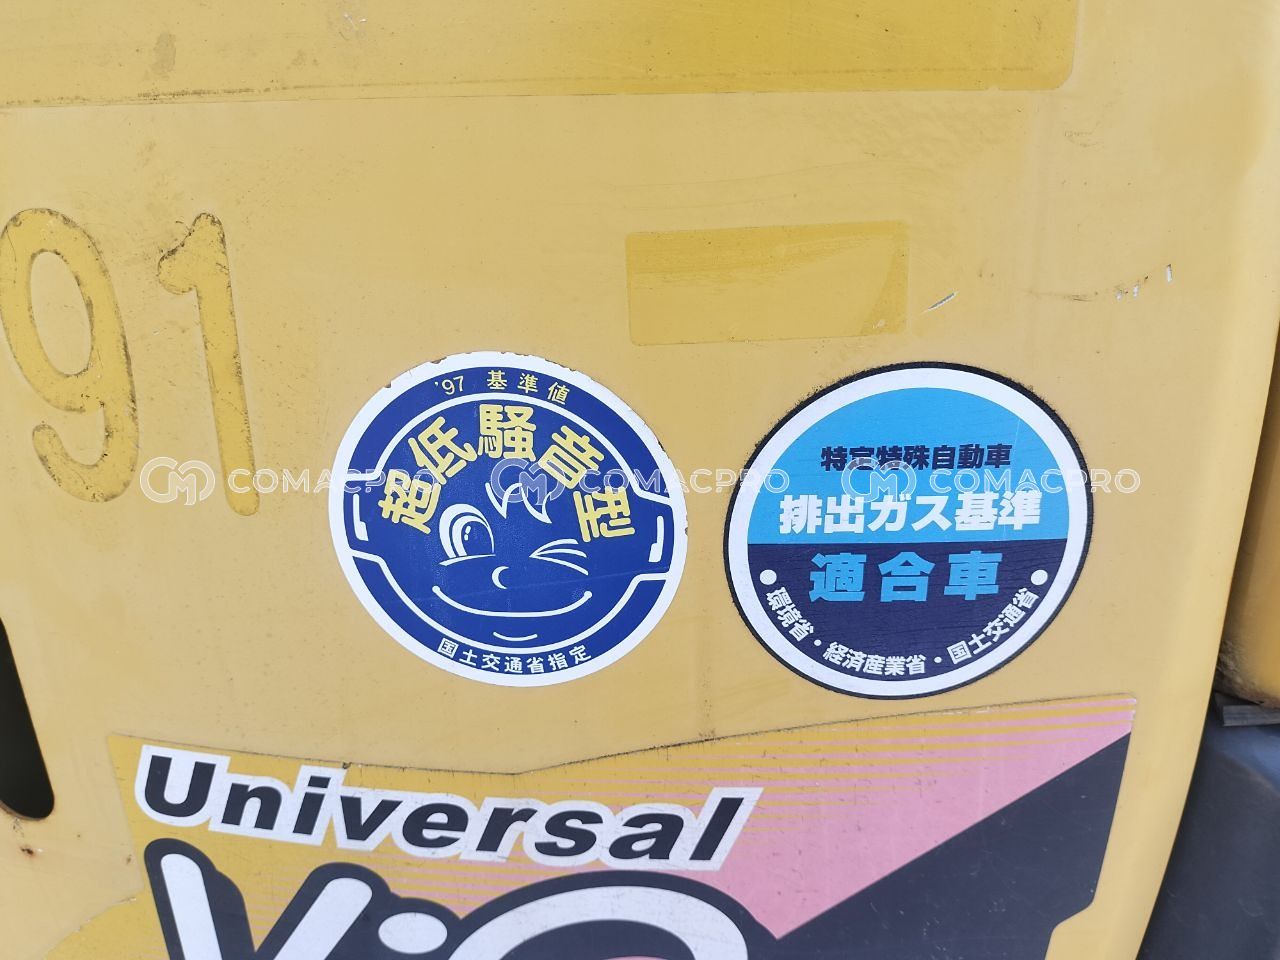 91
'97 基準値
超低騒音型
国土交通省指定
特定特殊自動車
排出ガス基準
適合車
環境省・経済産業省・国土交通省
COMACPRO COMACPRO COMACPRO
Universal